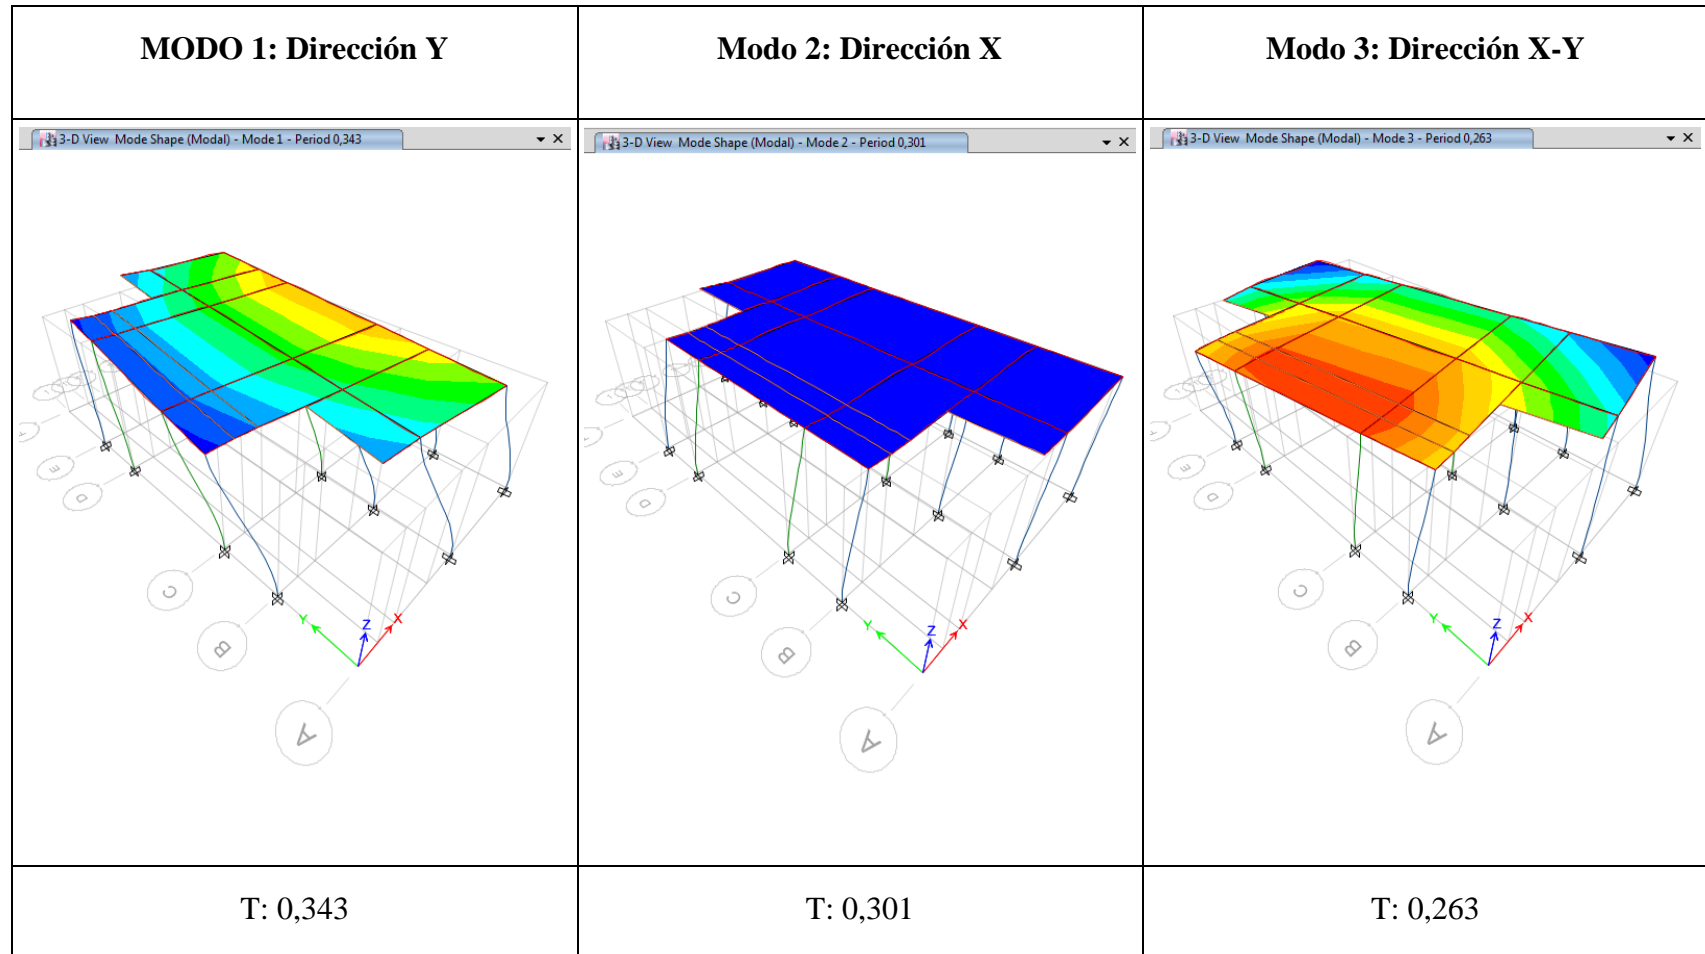 MODO 1: Dirección Y
Modo 2: Dirección X
Modo 3: Dirección X-Y
3-D View Mode Shape (Modal) - Mode 1 - Period 0,343
3-D View Mode Shape (Modal) - Mode 2 - Period 0,301
3-D View Mode Shape (Modal) - Mode 3 - Period 0,263
E
D
C
B
A
Y
Z
X
E
D
C
B
A
Y
Z
X
E
D
C
B
A
Y
Z
X
T: 0,343
T: 0,301
T: 0,263